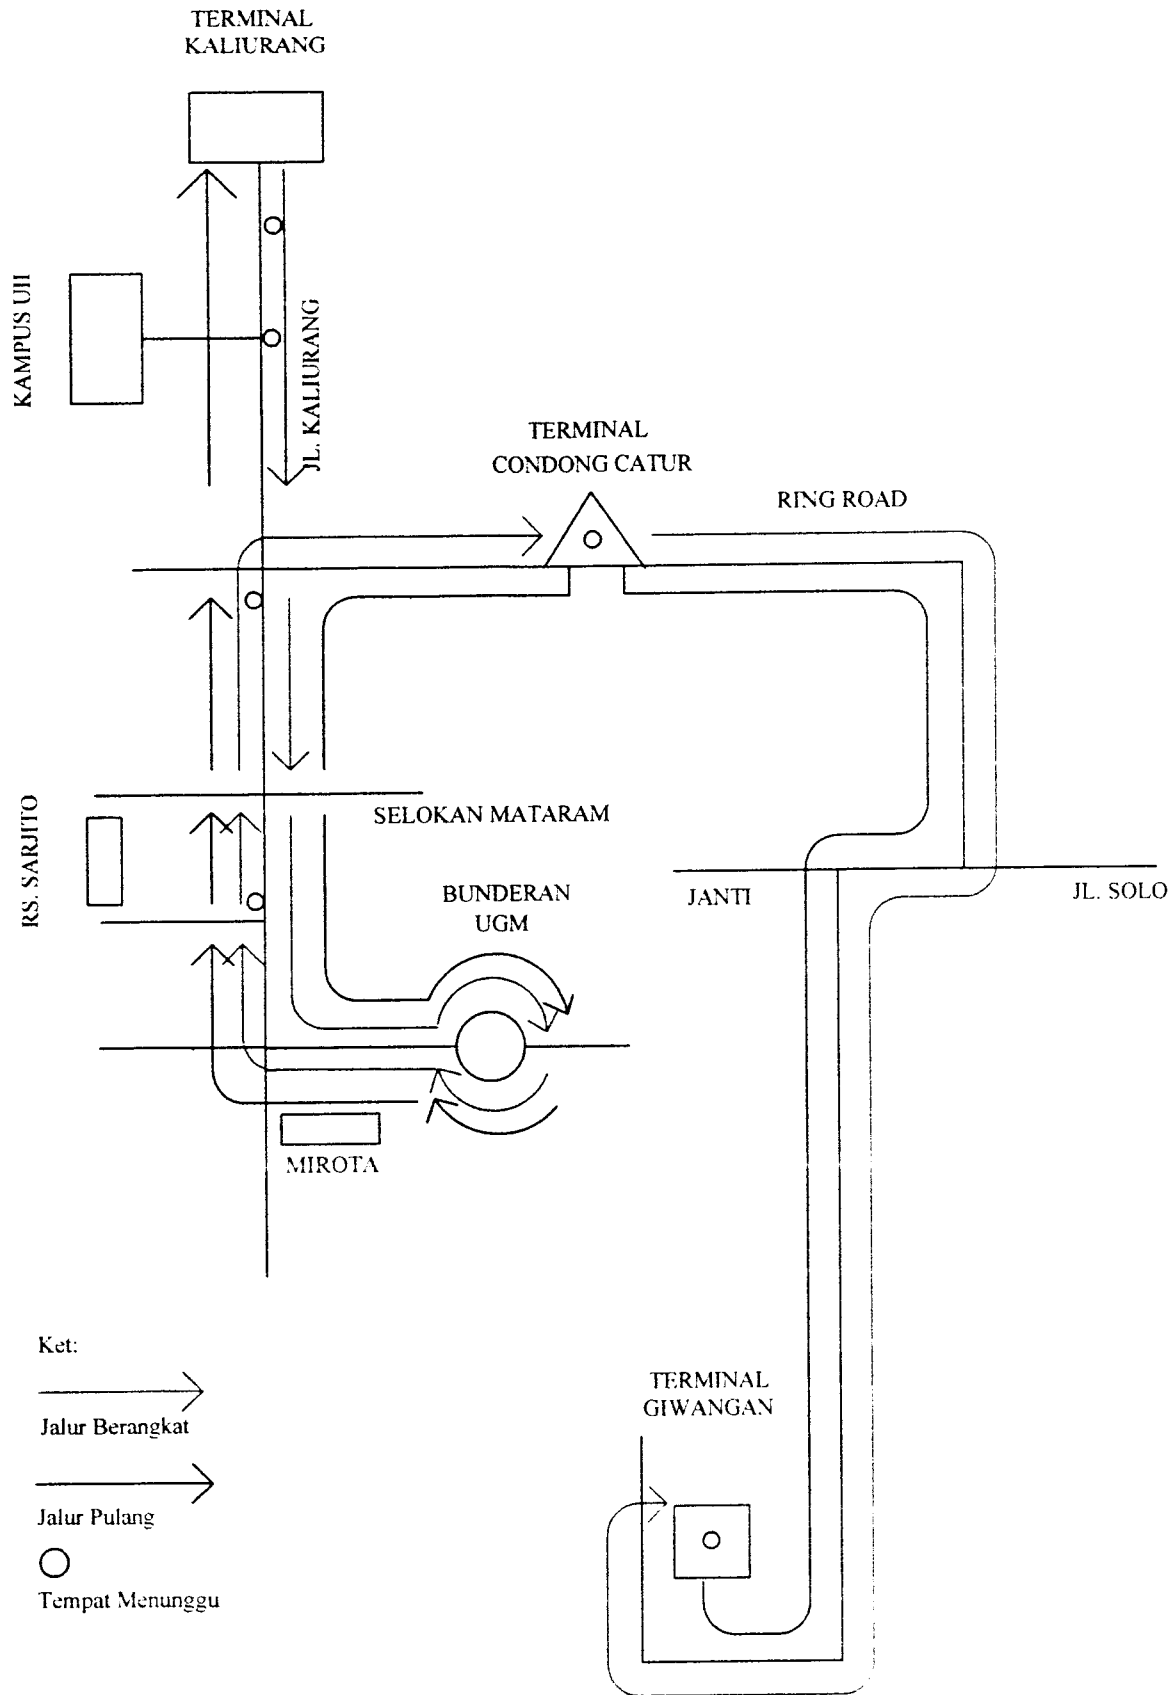 TERMINAL
KALIURANG
KAMPUS UII
JL. KALIURANG
TERMINAL
CONDONG CATUR
RING ROAD
RS. SARJITO
SELOKAN MATARAM
BUNDERAN
UGM
JANTI
JL. SOLO
MIROTA
Ket:
Jalur Berangkat
Jalur Pulang
Tempat Menunggu
TERMINAL
GIWANGAN